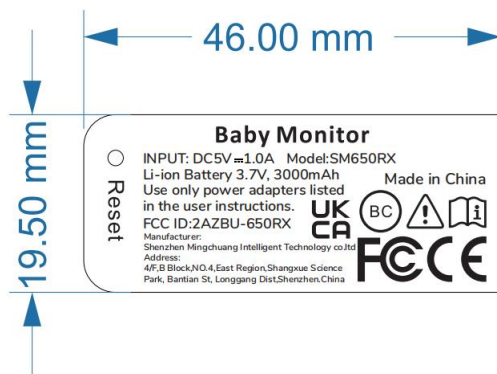 46.00 mm
19.50 mm
Baby Monitor
INPUT: DC5V⎓1.0A Model:SM650RX
Li-ion Battery 3.7V, 3000mAh
Made in China
Use only power adapters listed
in the user instructions.
FCC ID:2AZBU-650RX
UK
CA
BC
Reset
Manufacturer:
Shenzhen Mingchuang Intelligent Technology co.ltd
Address:
4/F,B Block,NO.4,East Region,Shangxue Science
Park, Bantian St, Longgang Dist,Shenzhen.China
FC CE